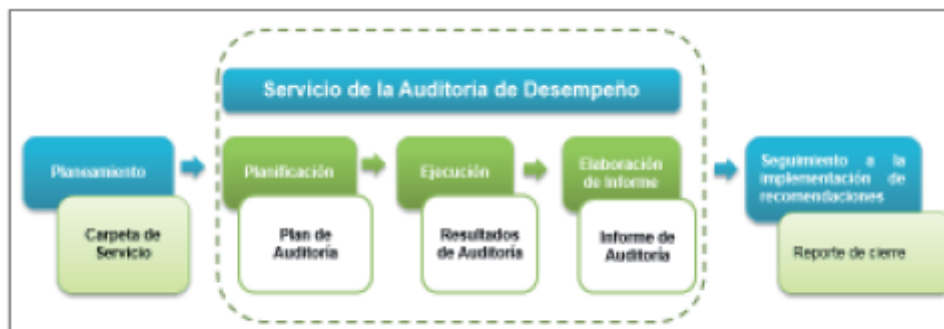 Servicio de la Auditoria de Desempeño
Planeamiento
Carpeta de
Servicio
Planificación
Plan de
Auditoría
Ejecución
Resultados
de Auditoría
Elaboración
de Informe
Informe de
Auditoría
Seguimiento a la
implementación de
recomendaciones
Reporte de cierre